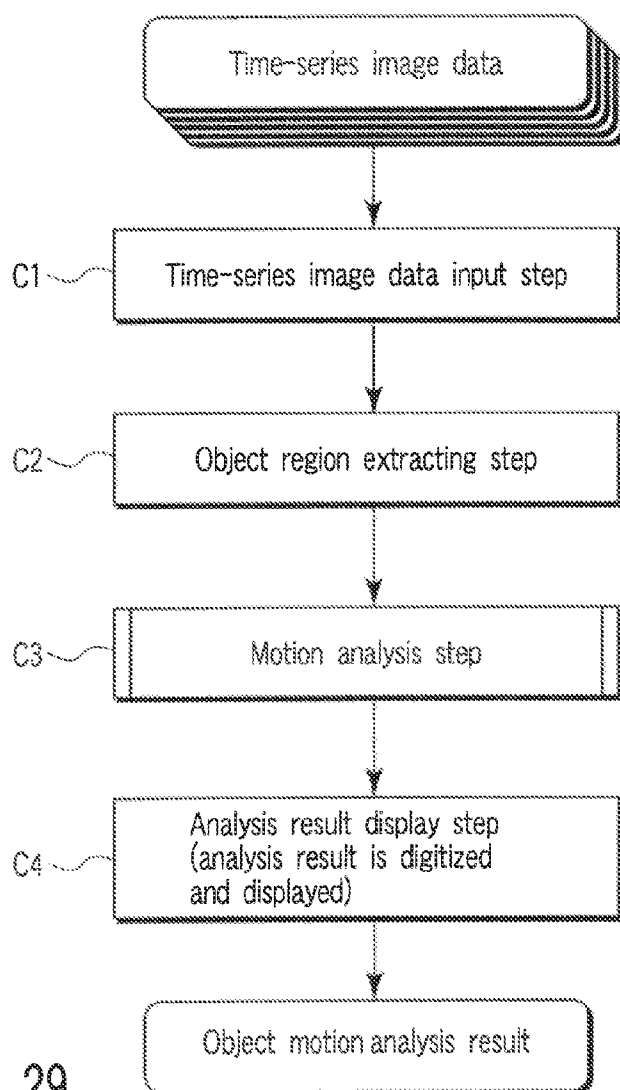 Time-series image data
C1
Time-series image data input step
C2
Object region extracting step
C3
Motion analysis step
C4
Analysis result display step
(analysis result is digitized
and displayed)
Object motion analysis result
29